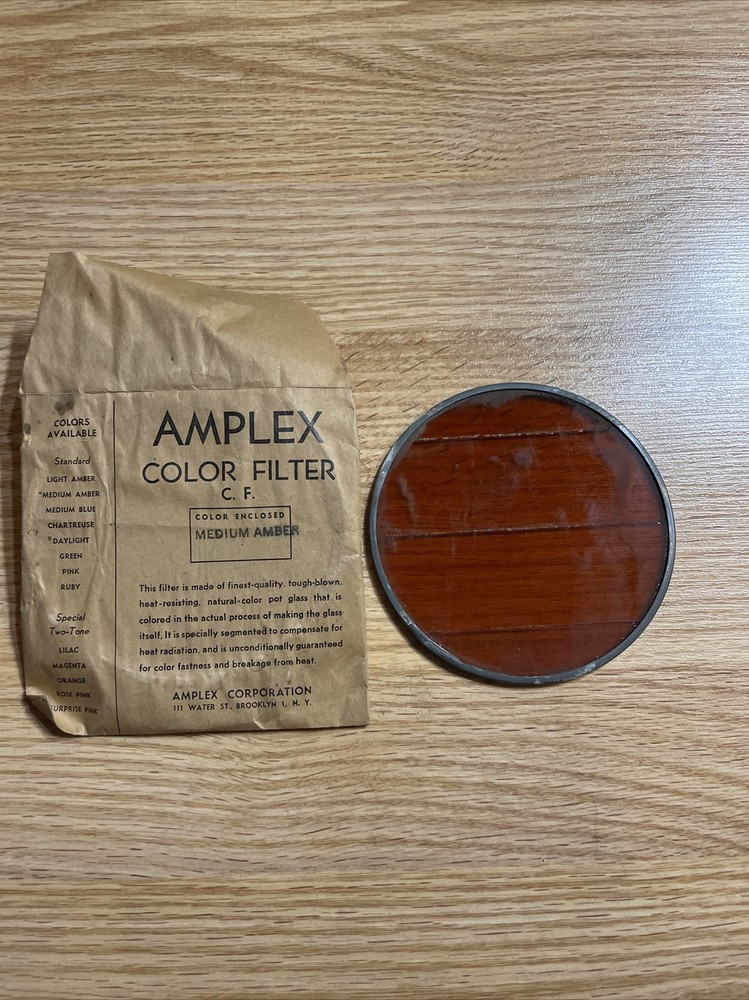 COLORS
AVAILABLE
Standard
LIGHT AMBER
*MEDIUM AMBER
MEDIUM BLUE
CHARTREUSE
*DAYLIGHT
GREEN
PINK
RUBY
Special
Two-Tone
LILAC
MAGENTA
ORANGE
ROSE PINK
SURPRISE PINK
AMPLEX
COLOR FILTER
C. F.
COLOR ENCLOSED
MEDIUM AMBER
This filter is made of finest-quality, tough-blown,
heat-resisting, natural-color pot glass that is
colored in the actual process of making the glass
itself. It is specially segmented to compensate for
heat radiation, and is unconditionally guaranteed
for color fastness and breakage from heat.
AMPLEX CORPORATION
111 WATER ST., BROOKLYN 1, N. Y.